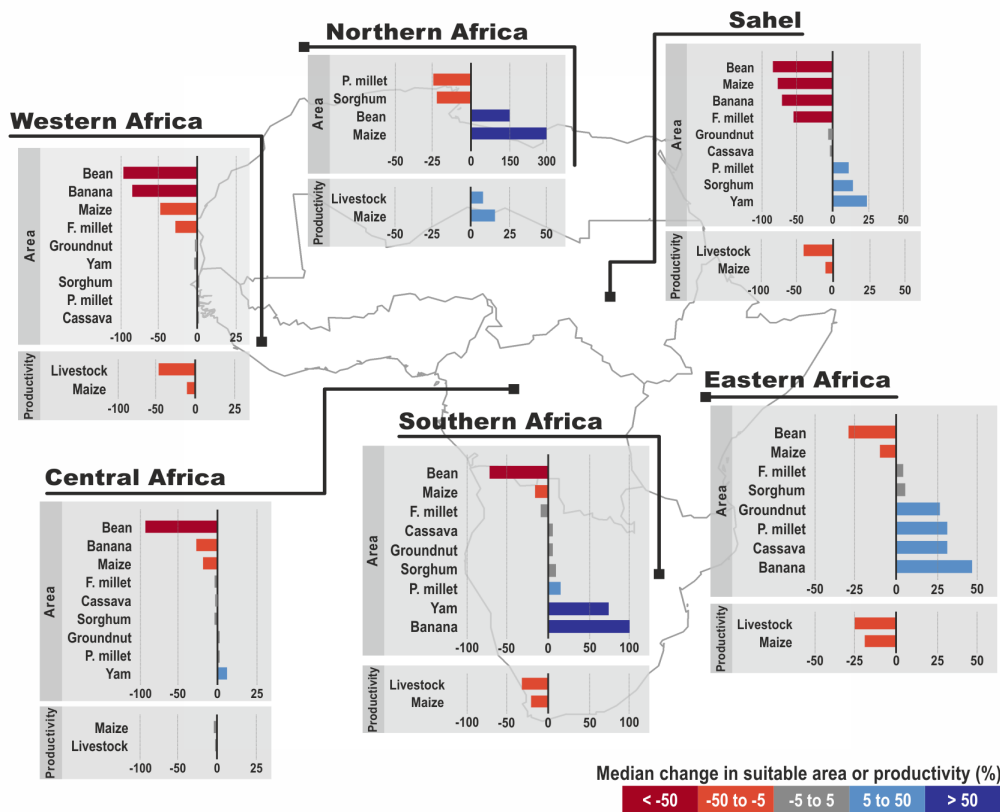 Northern Africa
Area
P. millet
Sorghum
Bean
Maize
-50 -25 0 150 300
Productivity
Livestock
Maize
-50 -25 0 25 50
Sahel
Area
Bean
Maize
Banana
F. millet
Groundnut
Cassava
P. millet
Sorghum
Yam
-100 -50 0 25 50
Productivity
Livestock
Maize
-100 -50 0 25 50
Western Africa
Area
Bean
Banana
Maize
F. millet
Groundnut
Yam
Sorghum
P. millet
Cassava
-100 -50 0 25
Productivity
Livestock
Maize
-100 -50 0 25
Eastern Africa
Area
Bean
Maize
F. millet
Sorghum
Groundnut
P. millet
Cassava
Banana
-50 -25 0 25 50
Productivity
Livestock
Maize
-50 -25 0 25 50
Southern Africa
Area
Bean
Maize
F. millet
Cassava
Groundnut
Sorghum
P. millet
Yam
Banana
-100 -50 0 50 100
Productivity
Livestock
Maize
-100 -50 0 50 100
Central Africa
Area
Bean
Banana
Maize
F. millet
Cassava
Sorghum
Groundnut
P. millet
Yam
-100 -50 0 25
Productivity
Maize
Livestock
-100 -50 0 25
Median change in suitable area or productivity (%)
< -50 -50 to -5 -5 to 5 5 to 50 > 50